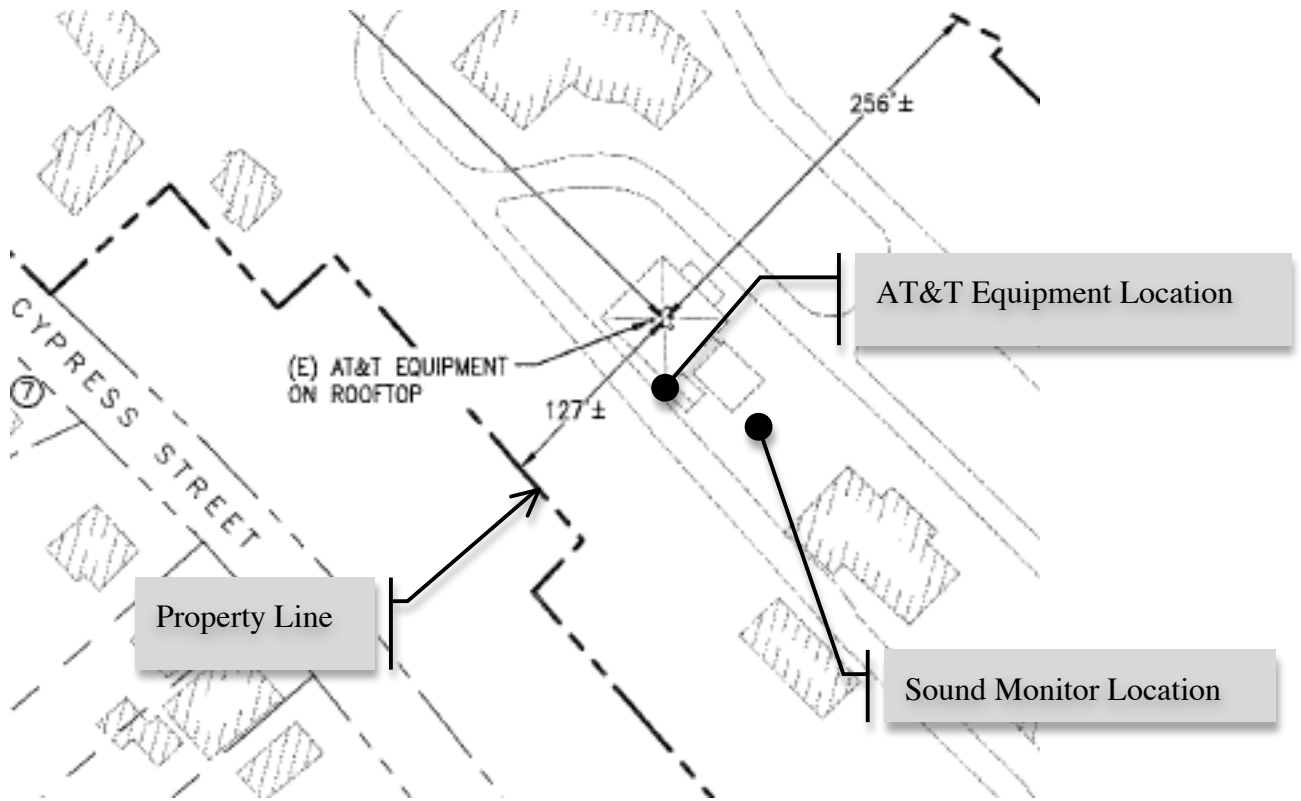 256'±
AT&T Equipment Location
CYPRESS STREET
7
(E) AT&T EQUIPMENT
ON ROOFTOP
127'±
Property Line
Sound Monitor Location